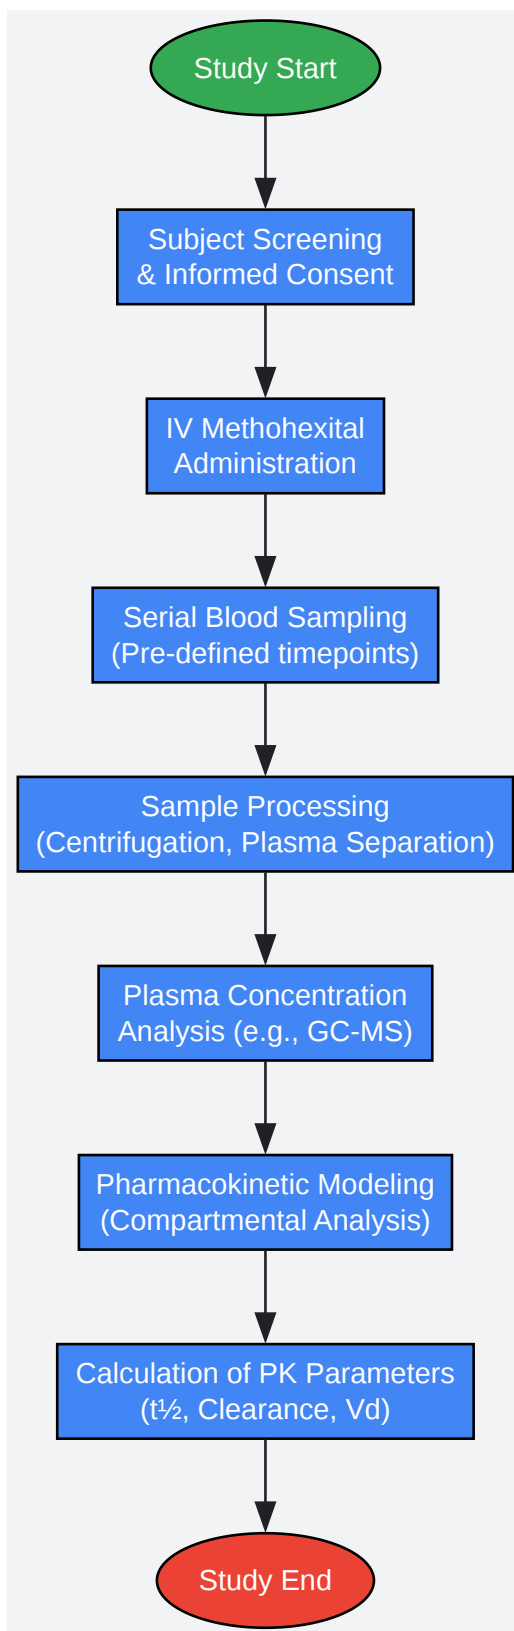 Study Start
Subject Screening
& Informed Consent
IV Methohexital
Administration
Serial Blood Sampling
(Pre-defined timepoints)
Sample Processing
(Centrifugation, Plasma Separation)
Plasma Concentration
Analysis (e.g., GC-MS)
Pharmacokinetic Modeling
(Compartmental Analysis)
Calculation of PK Parameters
(t½, Clearance, Vd)
Study End